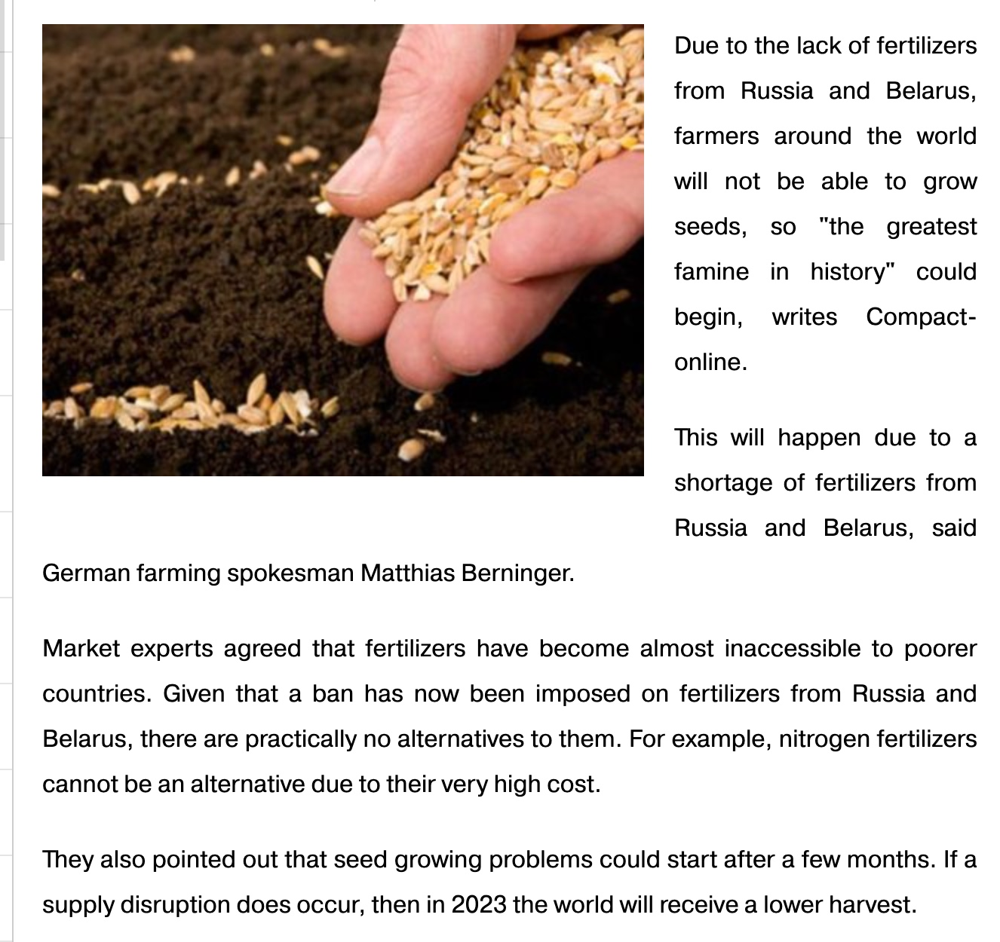 Due to the lack of fertilizers
from Russia and Belarus,
farmers around the world
will not be able to grow
seeds, so "the greatest
famine in history" could
begin, writes Compact-
online.
This will happen due to a
shortage of fertilizers from
Russia and Belarus, said
German farming spokesman Matthias Berninger.
Market experts agreed that fertilizers have become almost inaccessible to poorer
countries. Given that a ban has now been imposed on fertilizers from Russia and
Belarus, there are practically no alternatives to them. For example, nitrogen fertilizers
cannot be an alternative due to their very high cost.
They also pointed out that seed growing problems could start after a few months. If a
supply disruption does occur, then in 2023 the world will receive a lower harvest.